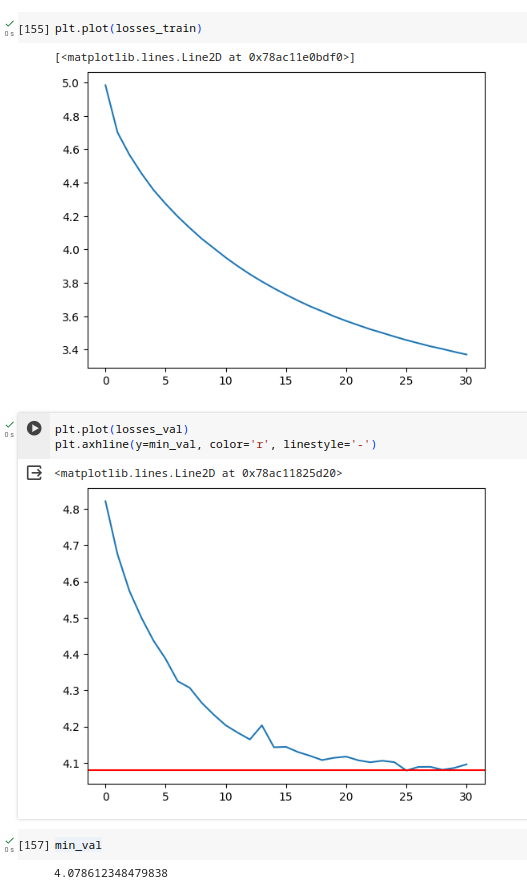 [155] plt.plot(losses_train)
0 s
[<matplotlib.lines.Line2D at 0x78ac11e0bdf0>]
5.0
4.8
4.6
4.4
4.2
4.0
3.8
3.6
3.4
0 5 10 15 20 25 30
plt.plot(losses_val)
0 s
plt.axhline(y=min_val, color='r', linestyle='-')
<matplotlib.lines.Line2D at 0x78ac11825d20>
4.8
4.7
4.6
4.5
4.4
4.3
4.2
4.1
0 5 10 15 20 25 30
[157] min_val
0 s
4.078612348479838